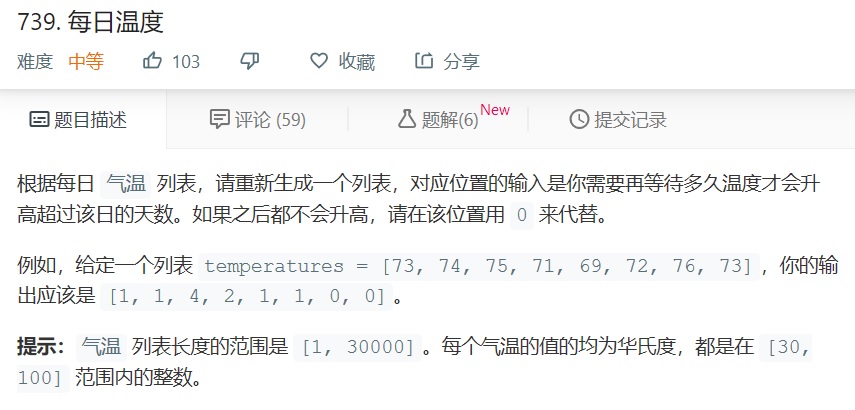 739. 每日温度
难度 中等 103 收藏 分享
题目描述 评论 (59) 题解(6) New 提交记录
根据每日 气温 列表，请重新生成一个列表，对应位置的输入是你需要再等待多久温度才会升
高超过该日的天数。如果之后都不会升高，请在该位置用 0 来代替。
例如，给定一个列表 temperatures = [73, 74, 75, 71, 69, 72, 76, 73]，你的输
出应该是 [1, 1, 4, 2, 1, 1, 0, 0]。
提示：气温 列表长度的范围是 [1, 30000]。每个气温的值的均为华氏度，都是在 [30,
100] 范围内的整数。